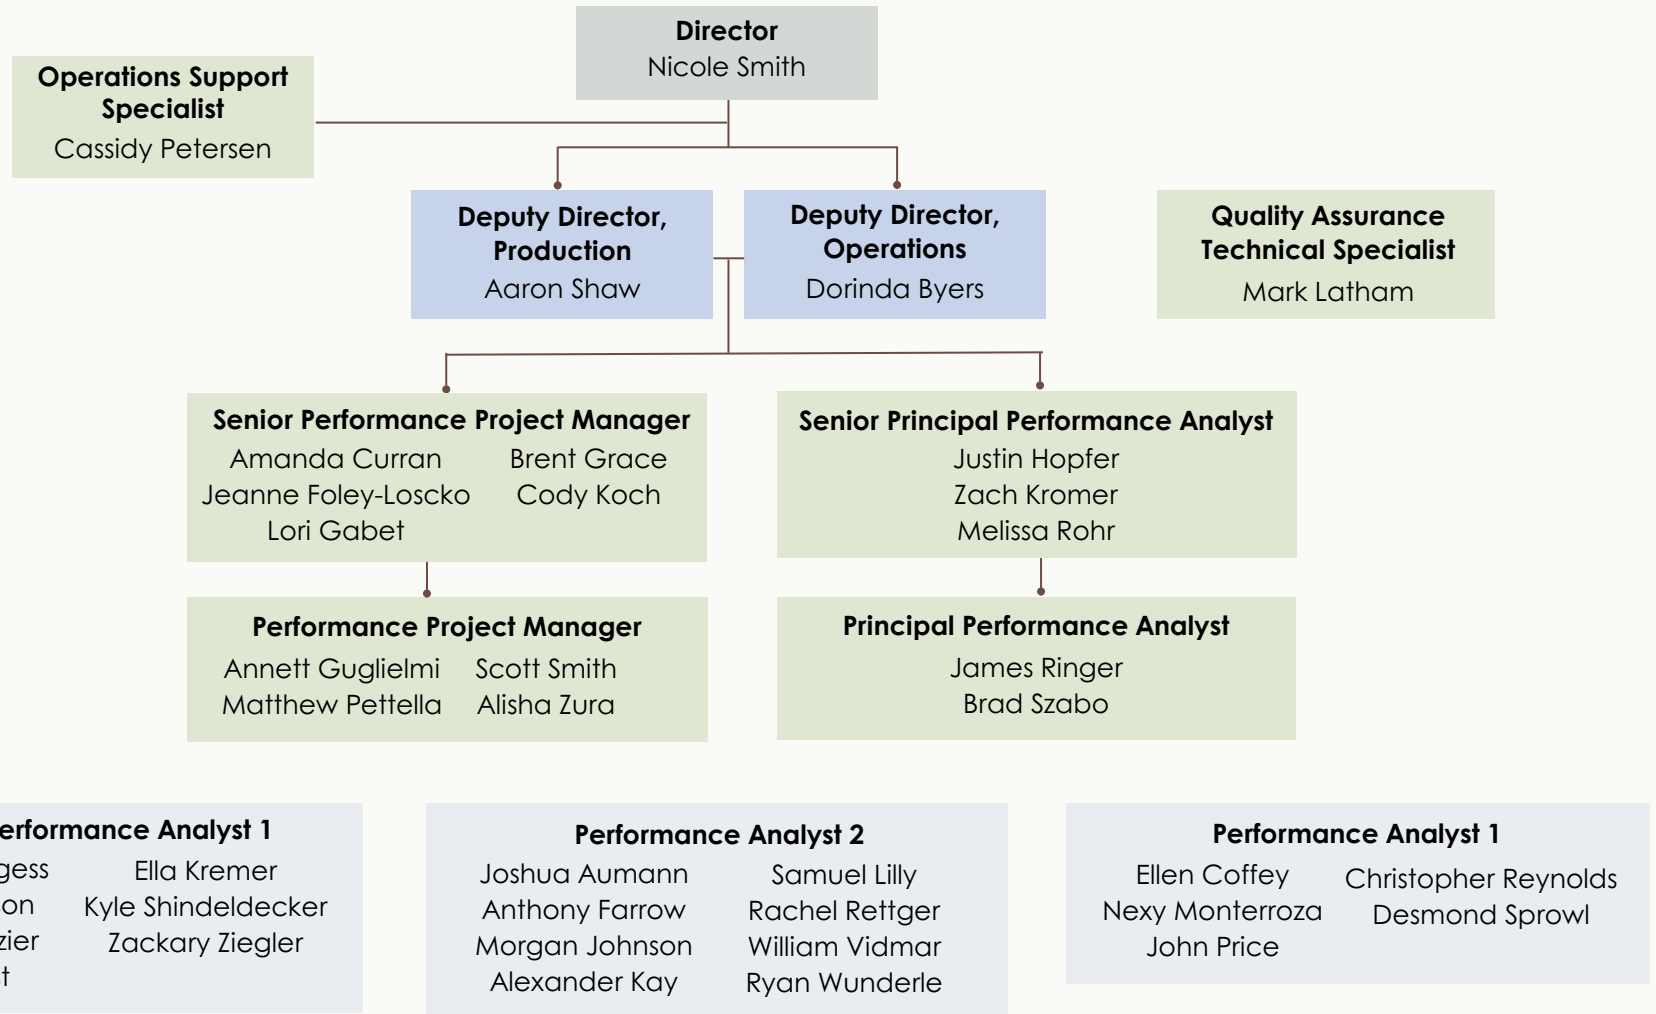 Director
Nicole Smith
Operations Support
Specialist
Cassidy Petersen
Deputy Director,
Production
Aaron Shaw
Deputy Director,
Operations
Dorinda Byers
Quality Assurance
Technical Specialist
Mark Latham
Senior Performance Project Manager
Amanda Curran
Jeanne Foley-Loscko
Lori Gabet
Brent Grace
Cody Koch
Senior Principal Performance Analyst
Justin Hopfer
Zach Kromer
Melissa Rohr
Performance Project Manager
Annett Guglielmi
Matthew Pettella
Scott Smith
Alisha Zura
Principal Performance Analyst
James Ringer
Brad Szabo
Analyst 1
Ella Kremer
Kyle Shindeldecker
Zackary Ziegler
Performance Analyst 2
Joshua Aumann
Anthony Farrow
Morgan Johnson
Alexander Kay
Samuel Lilly
Rachel Rettger
William Vidmar
Ryan Wunderle
Performance Analyst 1
Ellen Coffey
Nexy Monterroza
John Price
Christopher Reynolds
Desmond Sprowl